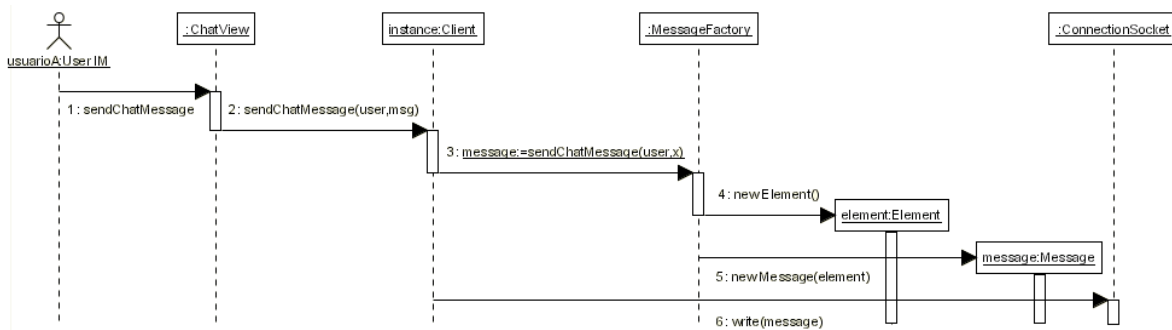 :ChatView
instance:Client
:MessageFactory
:ConnectionSocket
usuarioA:User IM
1 : sendChatMessage
2 : sendChatMessage(user,msg)
3 : message:=sendChatMessage(user,x)
4 : newElement()
element:Element
message:Message
5 : newMessage(element)
6 : write(message)